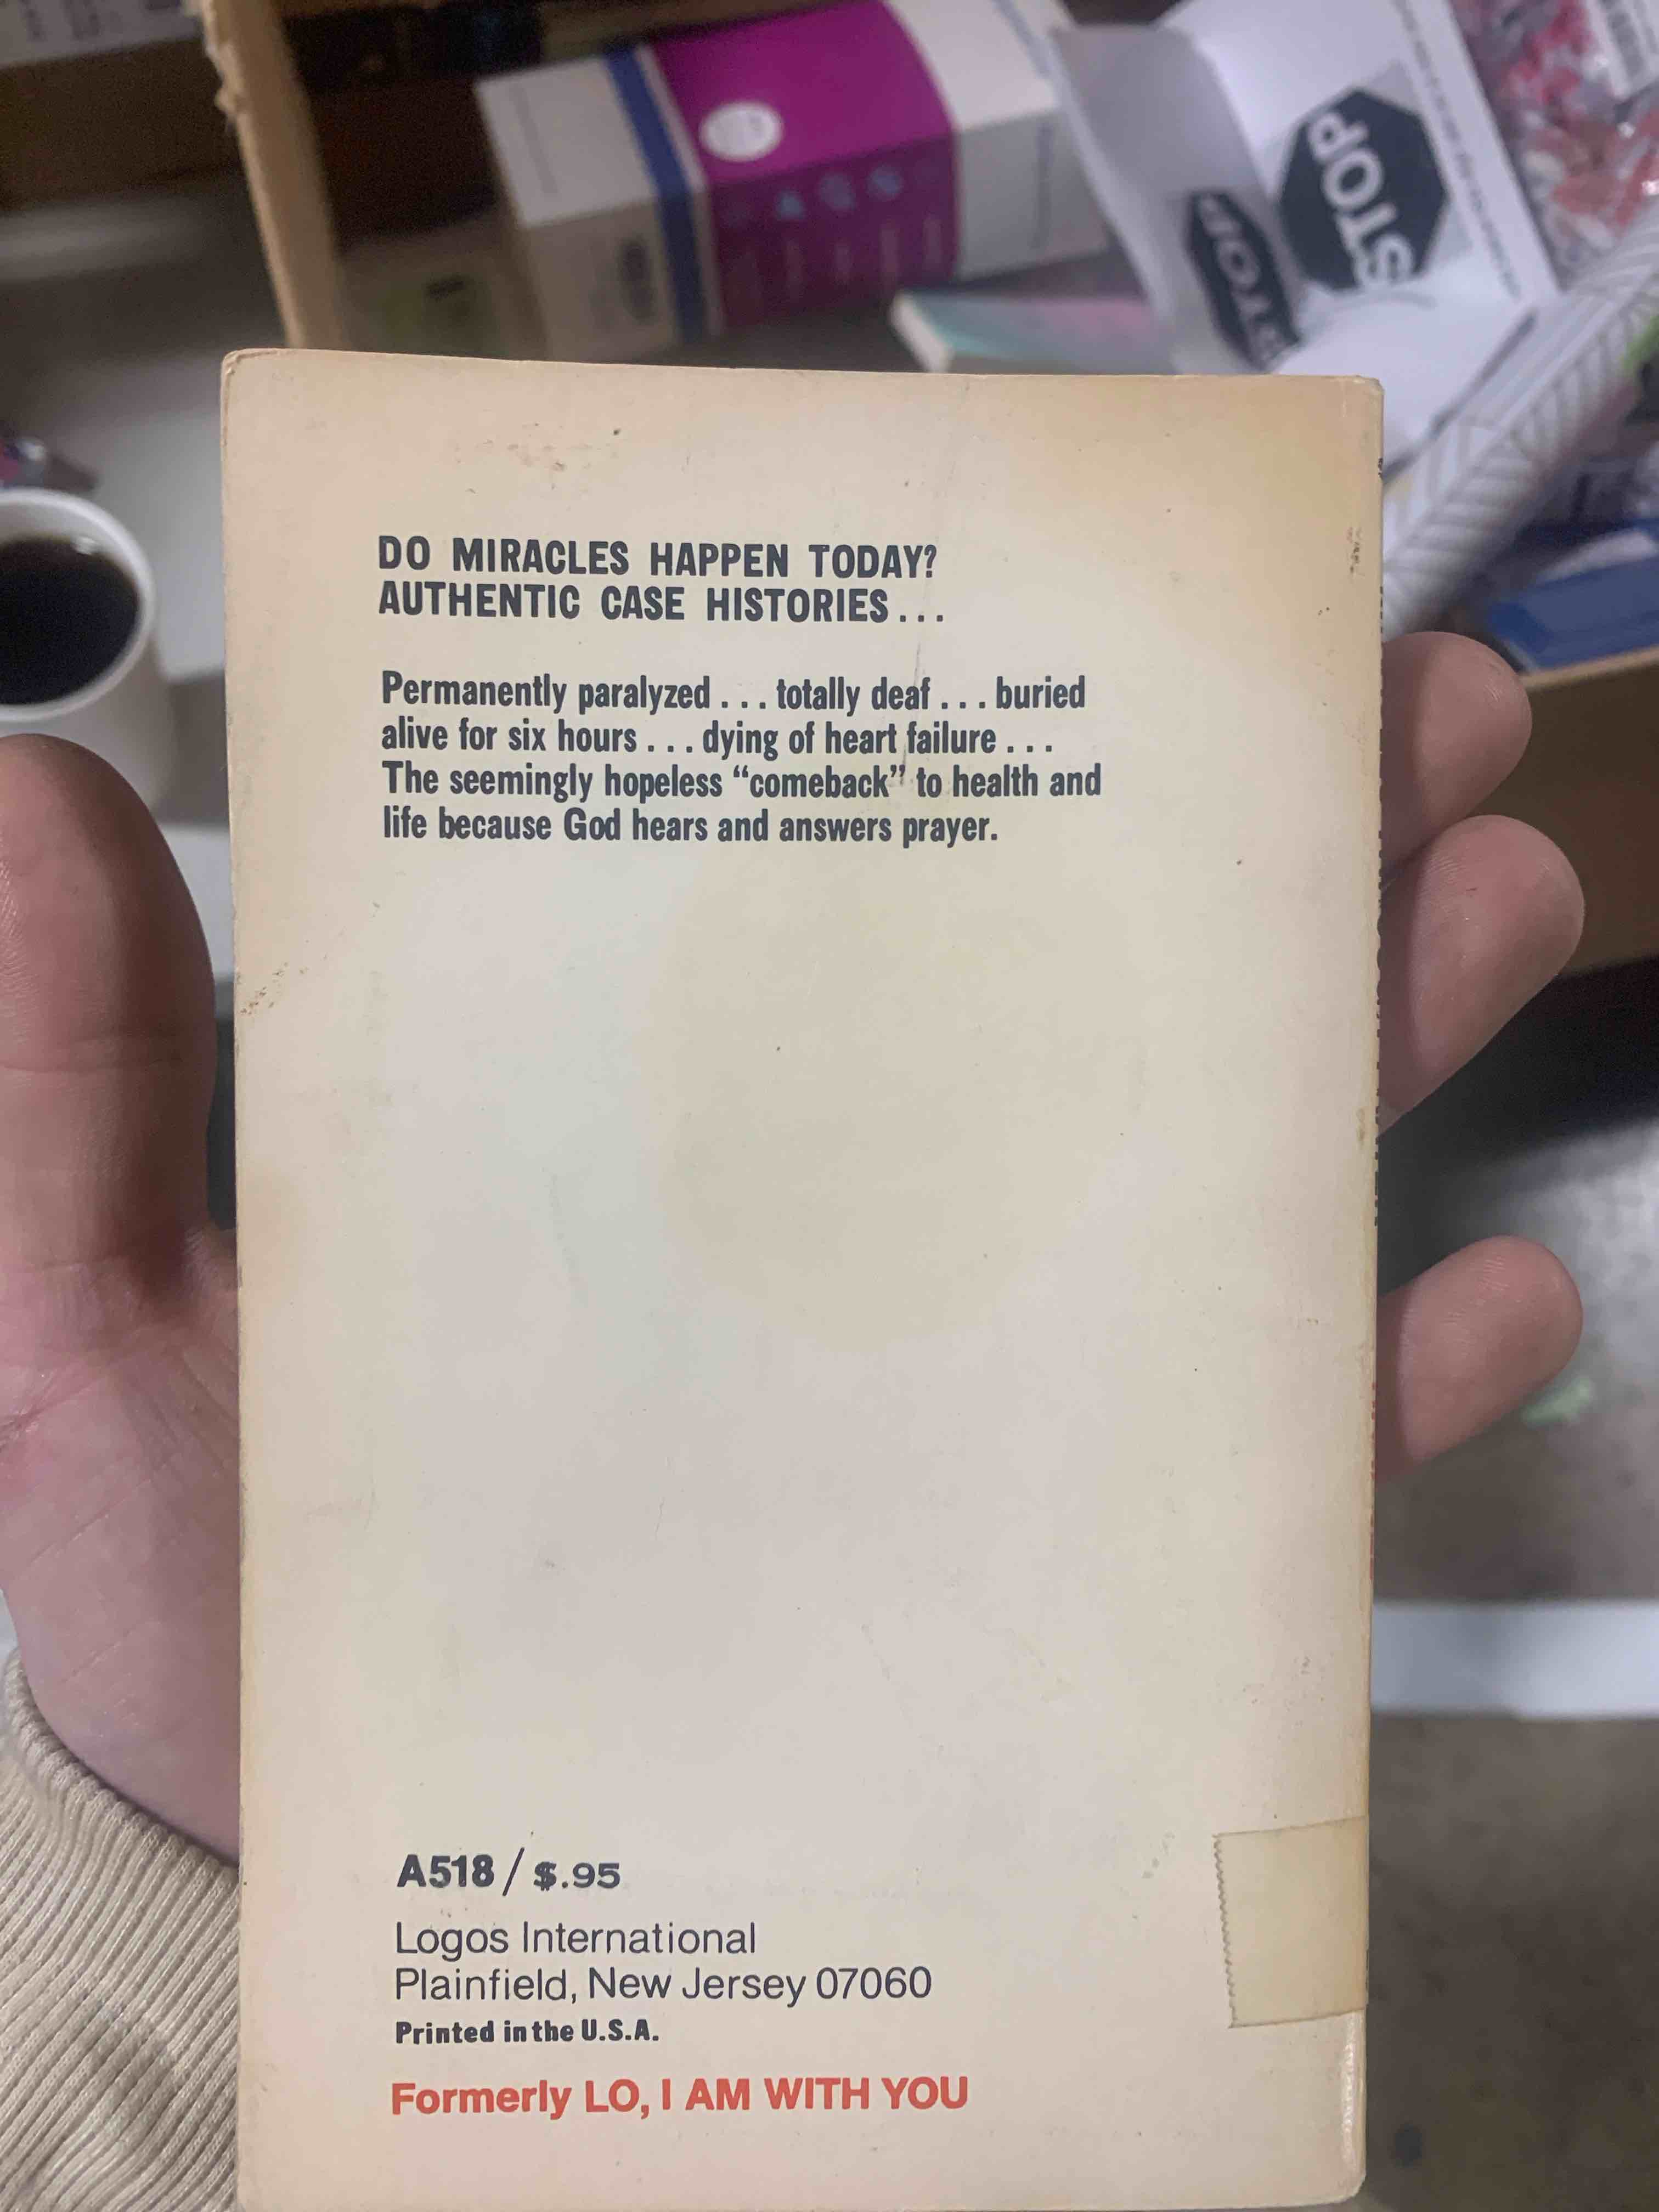 STOP
STOP
DO MIRACLES HAPPEN TODAY?
AUTHENTIC CASE HISTORIES...
Permanently paralyzed... totally deaf... buried
alive for six hours... dying of heart failure...
The seemingly hopeless “comeback” to health and
life because God hears and answers prayer.
A518/$.95
Logos International
Plainfield, New Jersey 07060
Printed in the U.S.A.
Formerly LO, I AM WITH YOU